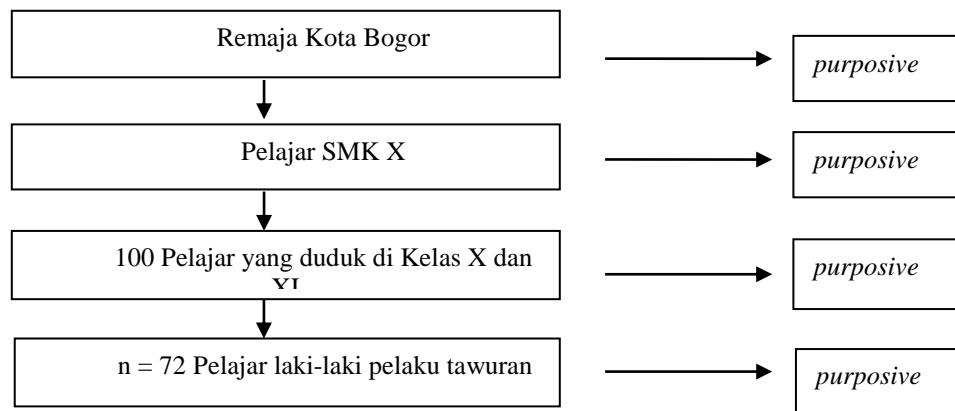 Remaja Kota Bogor
purposive
Pelajar SMK X
purposive
100 Pelajar yang duduk di Kelas X dan
XI
purposive
n = 72 Pelajar laki-laki pelaku tawuran
purposive